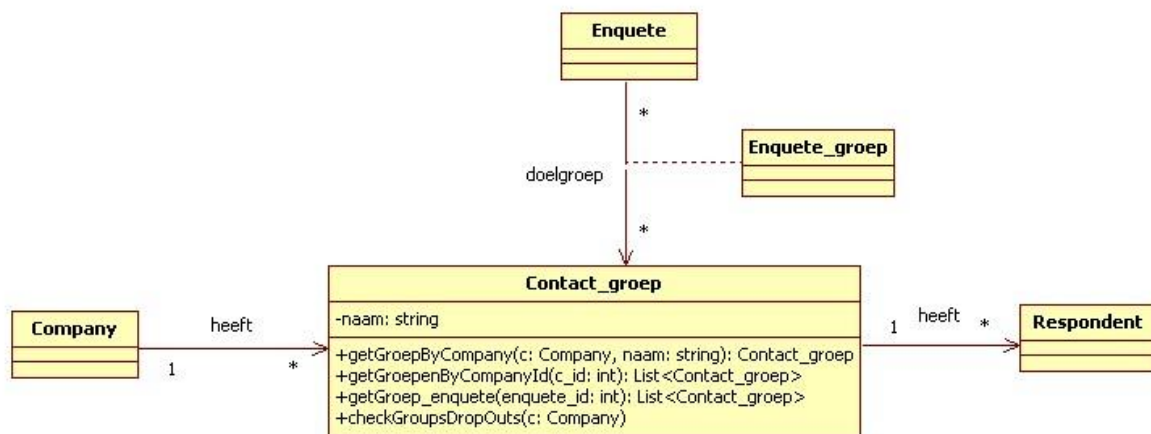 Enquete
*
Enquete_groep
doelgroep
*
Contact_groep
-naam: string
Company
heeft
1
*
+getGroepByCompany(c: Company, naam: string): Contact_groep
+getGroepenByCompanyId(c_id: int): List<Contact_groep>
+getGroep_enquete(enquete_id: int): List<Contact_groep>
+checkGroupsDropOuts(c: Company)
1
heeft
*
Respondent